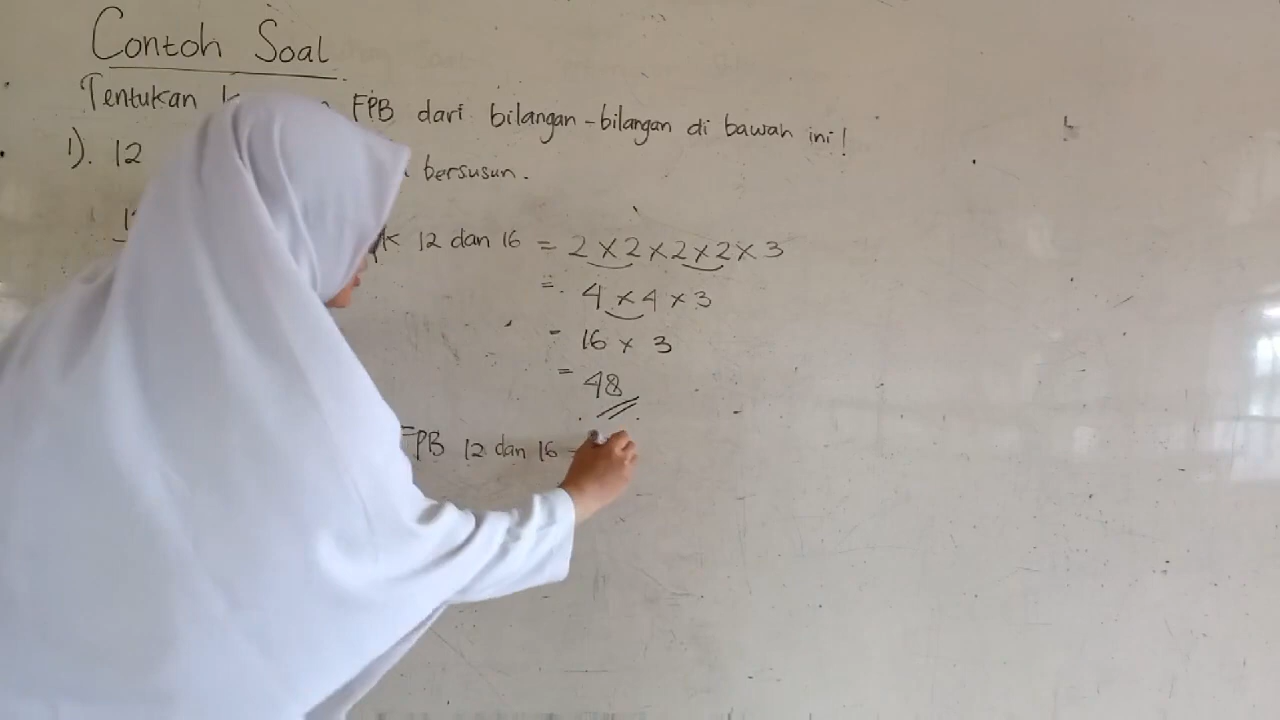 Contoh Soal
Tentukan FPB dari bilangan-bilangan di bawah ini!
1). 12 bersusun.
12 dan 16 = 2 × 2 × 2 × 2 × 3
= 4 × 4 × 3
= 16 × 3
= 48
FPB 12 dan 16